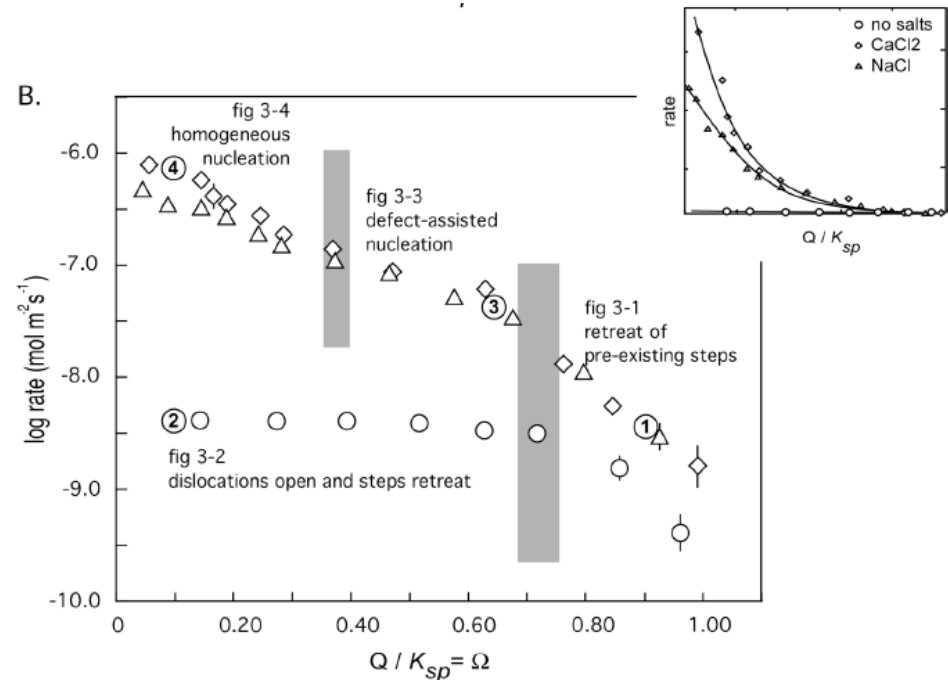 B.
fig 3-4
homogeneous
nucleation
fig 3-3
defect-assisted
nucleation
fig 3-1
retreat of
pre-existing steps
fig 3-2
dislocations open and steps retreat
4
3
1
2
log rate (mol m⁻² s⁻¹)
-6.0
-7.0
-8.0
-9.0
-10.0
0
0.20
0.40
0.60
0.80
1.00
Q / Ksp= Ω
no salts
CaCl2
NaCl
rate
Q / Ksp